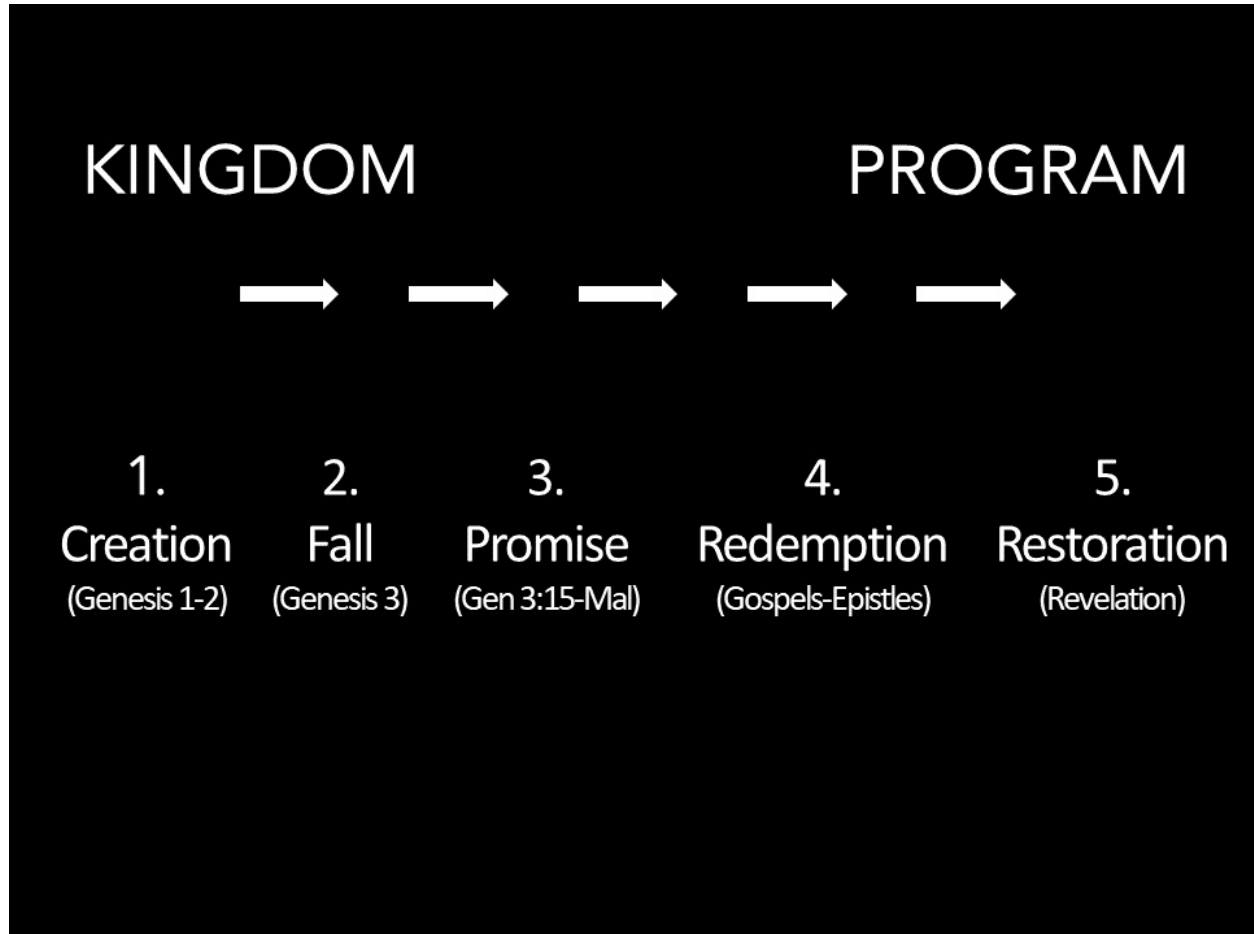 KINGDOM PROGRAM
1. 2. 3. 4. 5.
Creation Fall Promise Redemption Restoration
(Genesis 1-2) (Genesis 3) (Gen 3:15-Mal) (Gospels-Epistles) (Revelation)